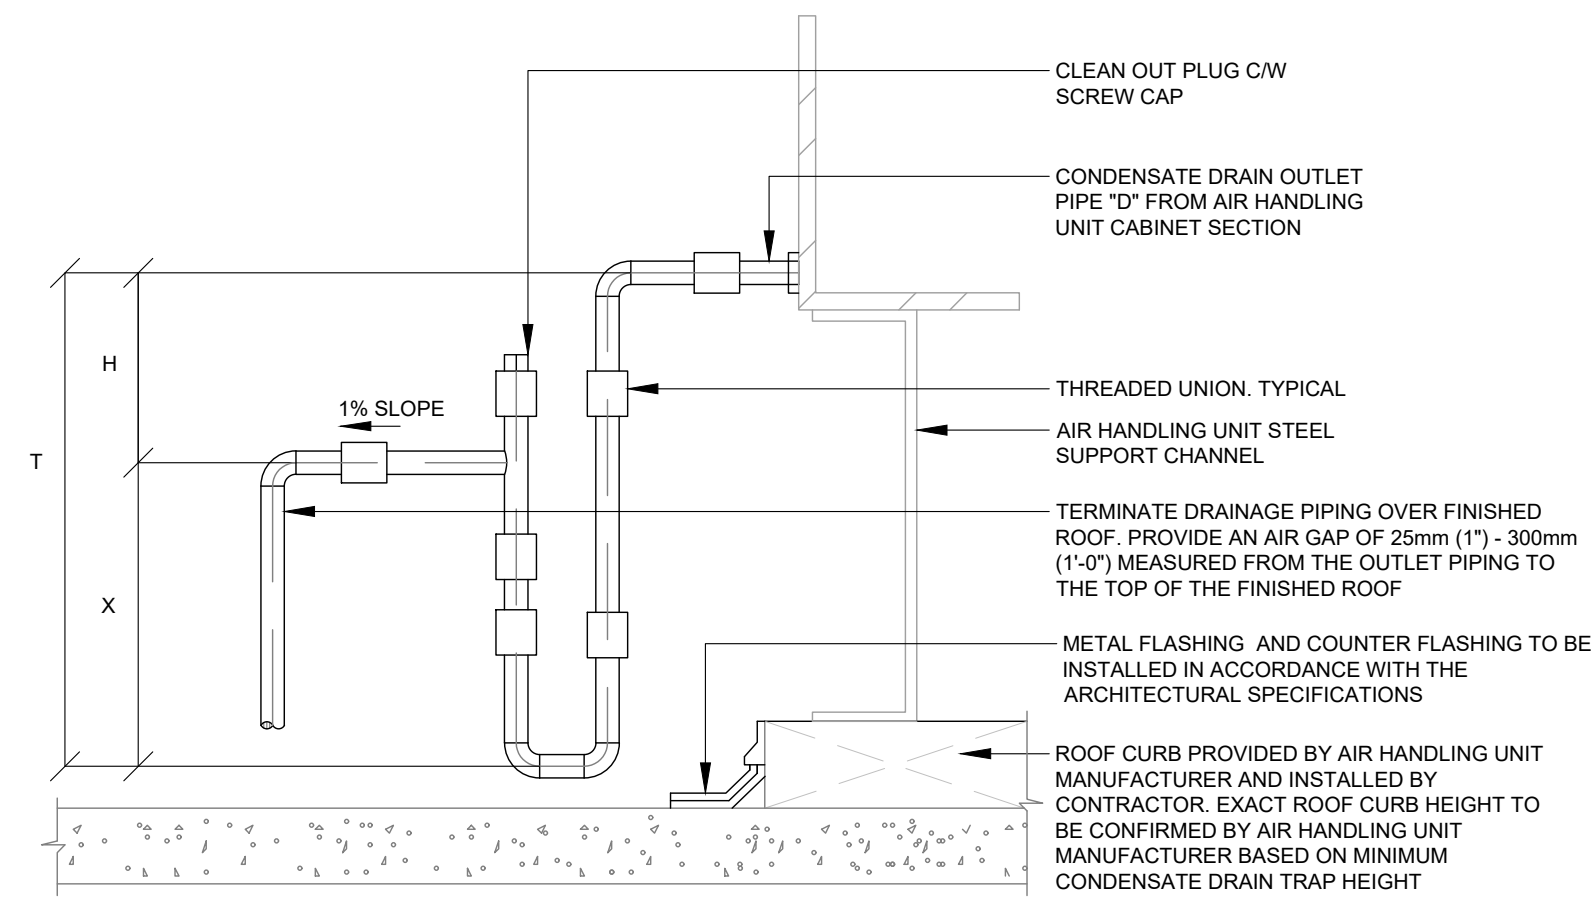 CLEAN OUT PLUG C/W
SCREW CAP
CONDENSATE DRAIN OUTLET
PIPE "D" FROM AIR HANDLING
UNIT CABINET SECTION
H
THREADED UNION. TYPICAL
1% SLOPE
AIR HANDLING UNIT STEEL
SUPPORT CHANNEL
T
TERMINATE DRAINAGE PIPING OVER FINISHED
ROOF. PROVIDE AN AIR GAP OF 25mm (1") - 300mm
(1'-0") MEASURED FROM THE OUTLET PIPING TO
THE TOP OF THE FINISHED ROOF
X
METAL FLASHING AND COUNTER FLASHING TO BE
INSTALLED IN ACCORDANCE WITH THE
ARCHITECTURAL SPECIFICATIONS
ROOF CURB PROVIDED BY AIR HANDLING UNIT
MANUFACTURER AND INSTALLED BY
CONTRACTOR. EXACT ROOF CURB HEIGHT TO
BE CONFIRMED BY AIR HANDLING UNIT
MANUFACTURER BASED ON MINIMUM
CONDENSATE DRAIN TRAP HEIGHT